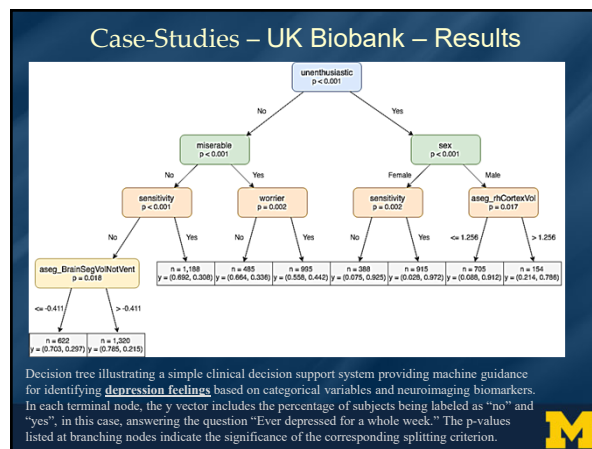 Case-Studies – UK Biobank – Results
unenthusiastic
p < 0.001
No
Yes
miserable
p < 0.001
sex
p < 0.001
No
Yes
Female
Male
sensitivity
p < 0.001
worrier
p = 0.002
sensitivity
p = 0.002
aseg_rhCortexVol
p = 0.017
No
Yes
No
Yes
No
Yes
<= 1.256
> 1.256
aseg_BrainSegVolNotVent
p = 0.018
n = 1,188
y = (0.692, 0.308)
n = 485
y = (0.664, 0.336)
n = 995
y = (0.558, 0.442)
n = 388
y = (0.075, 0.925)
n = 915
y = (0.028, 0.972)
n = 705
y = (0.088, 0.912)
n = 154
y = (0.214, 0.786)
<= -0.411
> -0.411
n = 622
y = (0.703, 0.297)
n = 1,320
y = (0.785, 0.215)
Decision tree illustrating a simple clinical decision support system providing machine guidance
for identifying depression feelings based on categorical variables and neuroimaging biomarkers.
In each terminal node, the y vector includes the percentage of subjects being labeled as “no” and
“yes”, in this case, answering the question “Ever depressed for a whole week.” The p-values
listed at branching nodes indicate the significance of the corresponding splitting criterion.
M